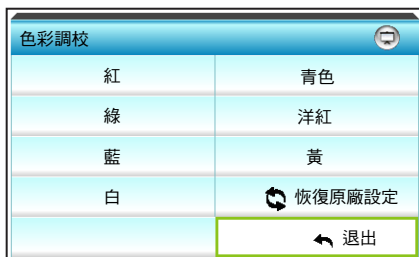 色彩調校
紅 青色
綠 洋紅
藍 黃
白 恢復原廠設定
退出